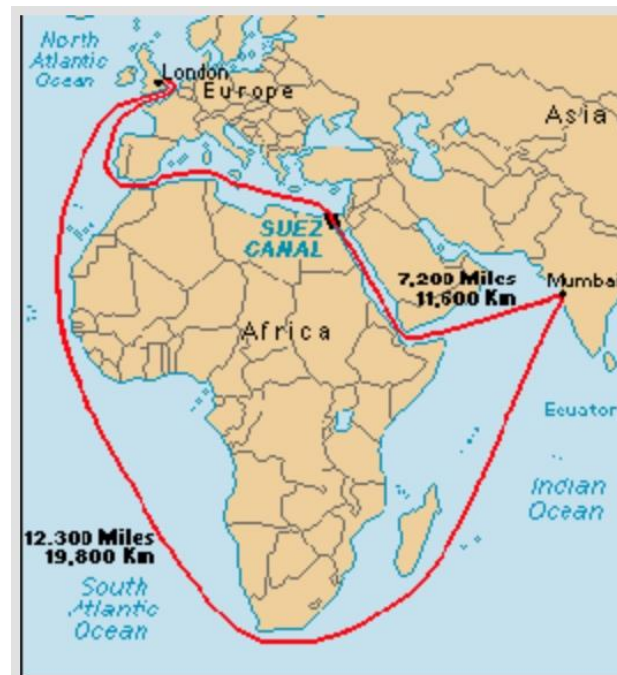 North
Atlantic
Ocean
London
Europe
Asia
SUEZ
CANAL
7,200 Miles
11,600 Km
Mumbai
Africa
Ecuator
Indian
Ocean
12.300 Miles
19,800 Km
South
Atlantic
Ocean